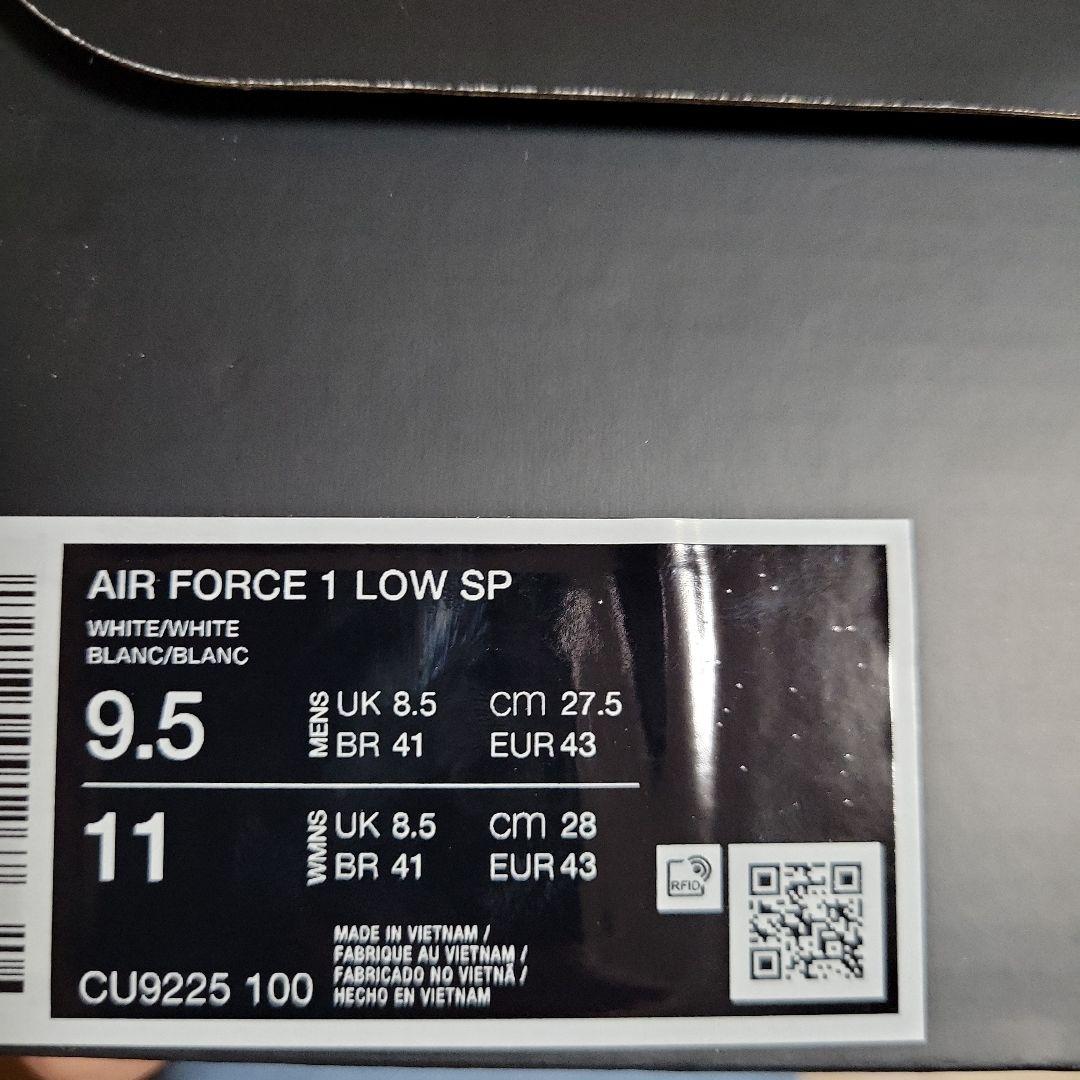 AIR FORCE 1 LOW SP
WHITE/WHITE
BLANC/BLANC
9.5 MENS UK 8.5 cm 27.5
BR 41 EUR 43
11 WMNS UK 8.5 cm 28
BR 41 EUR 43
RFID
MADE IN VIETNAM /
FABRIQUE AU VIETNAM /
FABRICADO NO VIETNÃ /
HECHO EN VIETNAM
CU9225 100